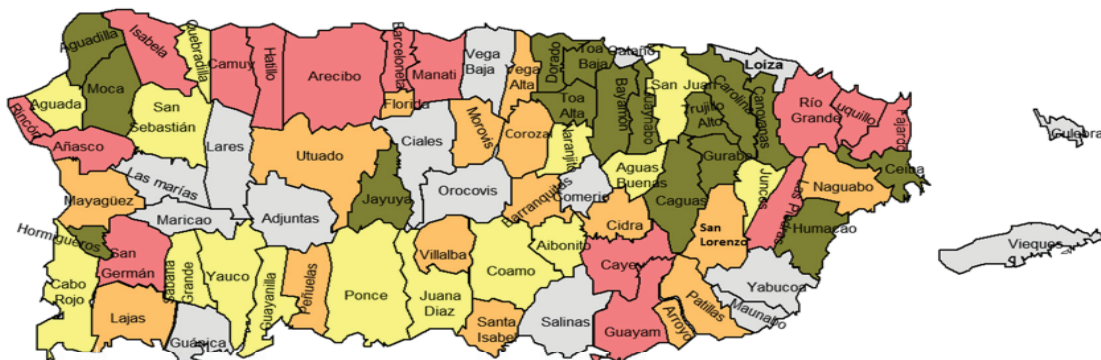 Aguadilla
Isabela
Quebradilla
Camuy
Hatillo
Arecibo
Barceloneta
Manati
Vega
Baja
Vega
Alta
Dorado
Toa
Baja
Cataño
Loiza
Moca
Aguada
San
Sebastián
Rincón
Añasco
Lares
Utuado
Florida
Ciales
Morovis
Corozal
Toa
Alta
Bayamón
Guaynabo
San Juan
Trujillo
Alto
Carolina
Canovanas
Río
Grande
Luquillo
Fajardo
Culebra
Naranjito
Aguas
Buenas
Gurabo
Ceiba
Las marías
Mayagüez
Maricao
Adjuntas
Jayuya
Orocovis
Barranquitas
Comerio
Cidra
Caguas
San
Lorenzo
Juncos
Las Piedras
Naguabo
Humacao
Vieques
Hormigueros
San
Germán
Cabo
Rojo
Lajas
Sabana
Grande
Guánica
Yauco
Guayanilla
Peñuelas
Ponce
Villalba
Juana
Diaz
Coamo
Aibonito
Santa
Isabel
Salinas
Cayey
Guayam
Arroyo
Patillas
Yabucoa
Maunabo